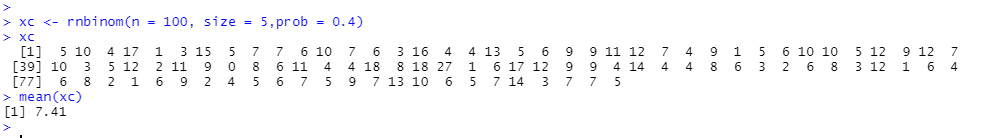 >
> xc <- rnbinom(n = 100, size = 5,prob = 0.4)
> xc
[1] 5 10 4 17 1 3 15 5 7 7 6 10 7 6 3 16 4 4 13 5 6 9 9 11 12 7 4 9 1 5 6 10 10 5 12 9 12 7
[39] 10 3 5 12 2 11 9 0 8 6 11 4 4 18 8 18 27 1 6 17 12 9 9 4 14 4 4 8 6 3 2 6 8 3 12 1 6 4
[77] 6 8 2 1 6 9 2 4 5 6 7 5 9 7 13 10 6 5 7 14 3 7 7 5
> mean(xc)
[1] 7.41
>